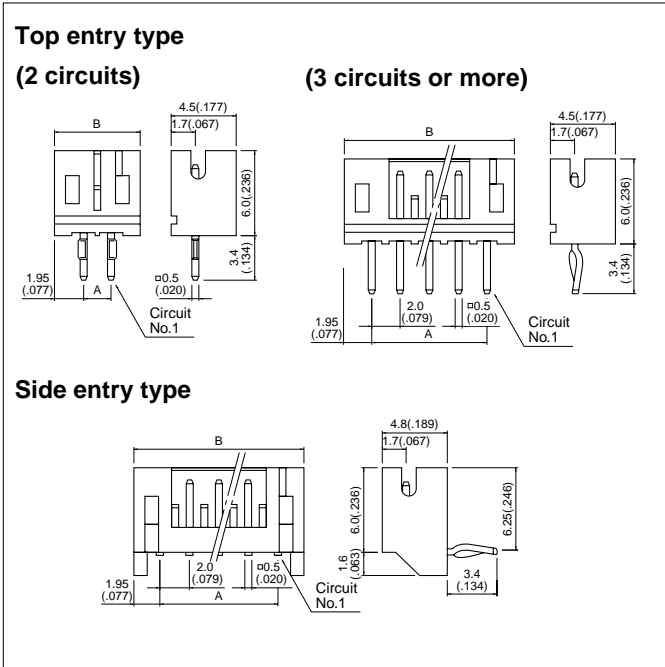 Top entry type
(2 circuits)
(3 circuits or more)
B
4.5(.177)
1.7(.067)
6.0(.236)
3.4
(.134)
1.95
(.077)
A
□0.5
(.020)
Circuit
No.1
B
4.5(.177)
1.7(.067)
6.0(.236)
3.4
(.134)
1.95
(.077)
2.0
(.079)
□0.5
(.020)
A
Circuit
No.1
Side entry type
B
4.8(.189)
1.7(.067)
6.0(.236)
1.6
(.063)
6.25(.246)
3.4
(.134)
1.95
(.077)
2.0
(.079)
□0.5
(.020)
A
Circuit
No.1